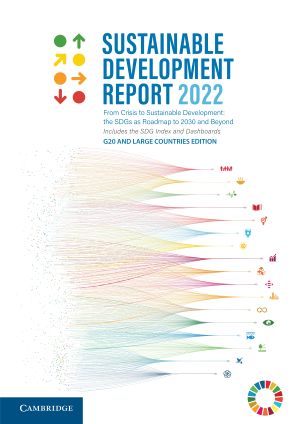 SUSTAINABLE
DEVELOPMENT
REPORT 2022
From Crisis to Sustainable Development:
the SDGs as Roadmap to 2030 and Beyond
Includes the SDG Index and Dashboards
G20 AND LARGE COUNTRIES EDITION
CAMBRIDGE